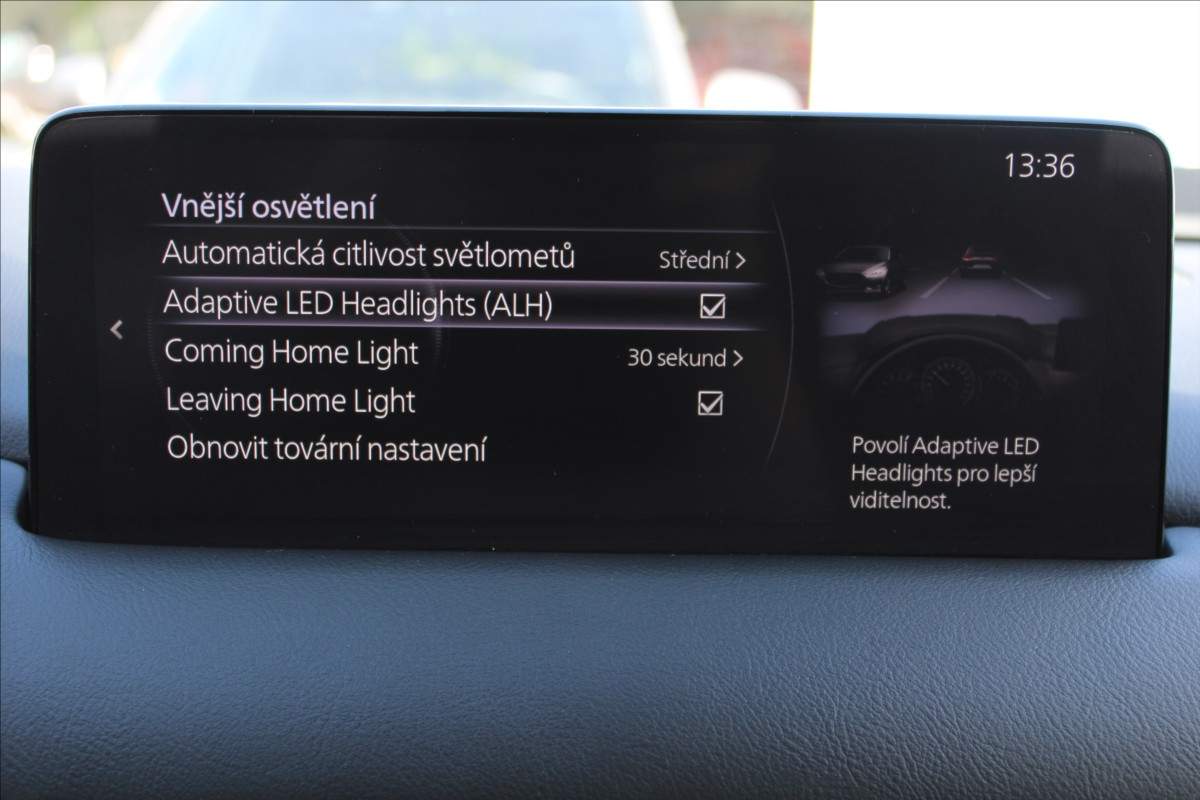 13:36
Vnější osvětlení
Automatická citlivost světlometů Střední >
Adaptive LED Headlights (ALH)
Coming Home Light 30 sekund >
Leaving Home Light
Obnovit tovární nastavení
Povolí Adaptive LED
Headlights pro lepší
viditelnost.